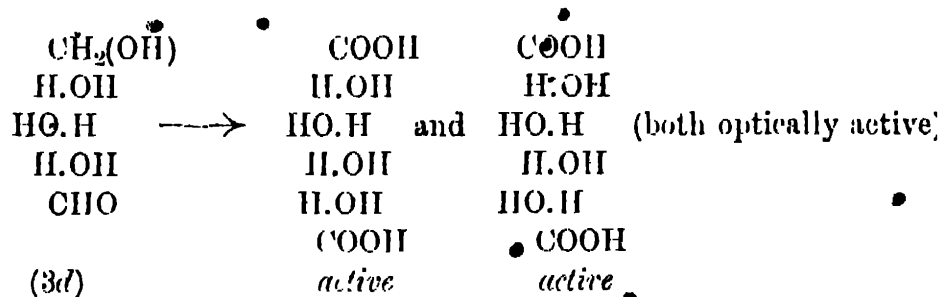 CH₂(OH) COOH COOH
H.OH H.OH H.OH
HO.H ---> HO.H and HO.H (both optically active)
H.OH H.OH H.OH
CHO H.OH HO.H
COOH COOH
(3d) active active